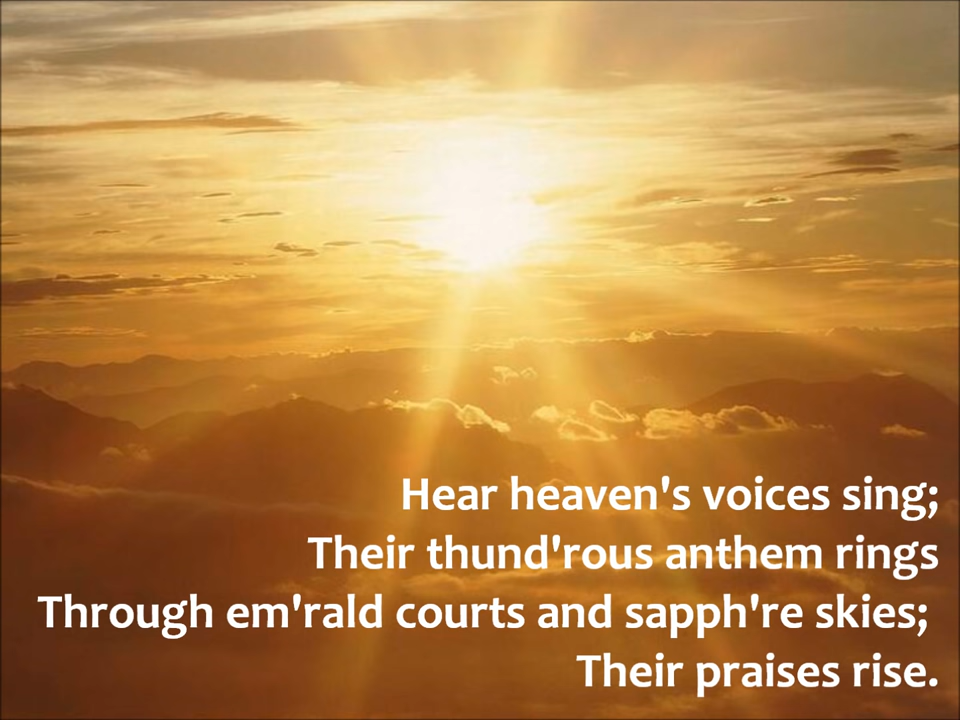 Hear heaven's voices sing;
Their thund'rous anthem rings
Through em'rald courts and sapph're skies;
Their praises rise.